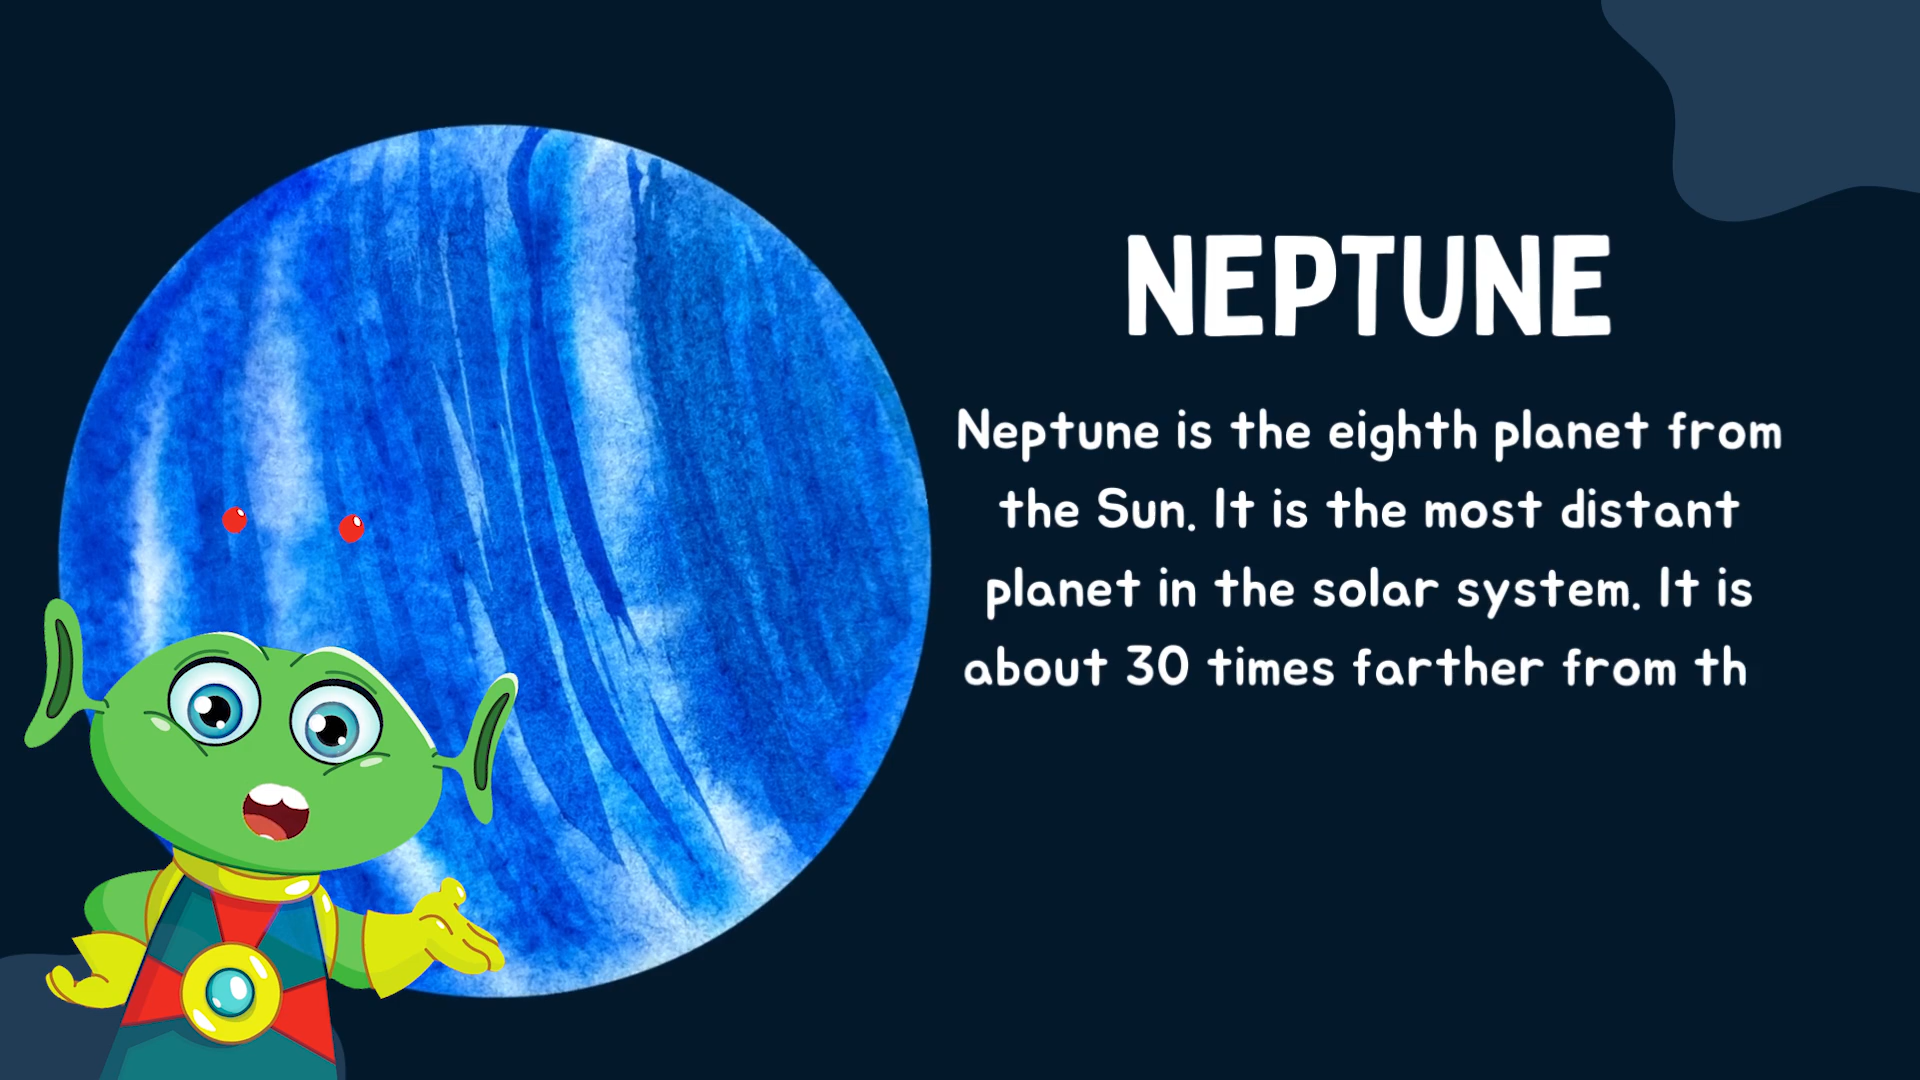 NEPTUNE
Neptune is the eighth planet from
the Sun. It is the most distant
planet in the solar system. It is
about 30 times farther from th